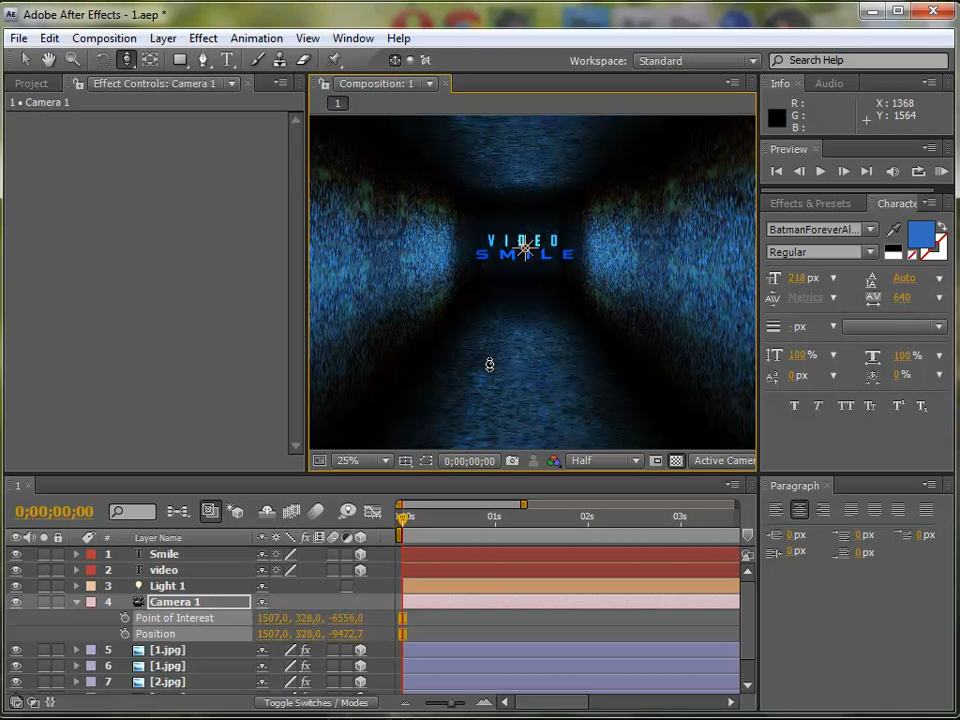 Adobe After Effects - 1.aep *
File Edit Composition Layer Effect Animation View Window Help
Workspace: Standard Search Help
Project Effect Controls: Camera 1
1 • Camera 1
Composition: 1
1
VIDEO
SMILE
25% 0;00;00;00 Half Active Camer
Info Audio
R: X : 1368
G: Y : 1564
B:
Preview
Effects & Presets Characte
BatmanForeverAl...
Regular
218 px Auto
Metrics 640
- px
100 % 100 %
0 px 0 %
T T TT Tт T¹ T₁
1
0;00;00;00
01s 02s 03s
# Layer Name
1 T Smile
2 T video
3 Light 1
4 Camera 1
Point of Interest 1507,0, 328,0, -6556,0
Position 1507,0, 328,0, -9472,7
5 [1.jpg]
6 [1.jpg]
7 [2.jpg]
Toggle Switches / Modes
Paragraph
0 px 0 px 0 px
0 px 0 px